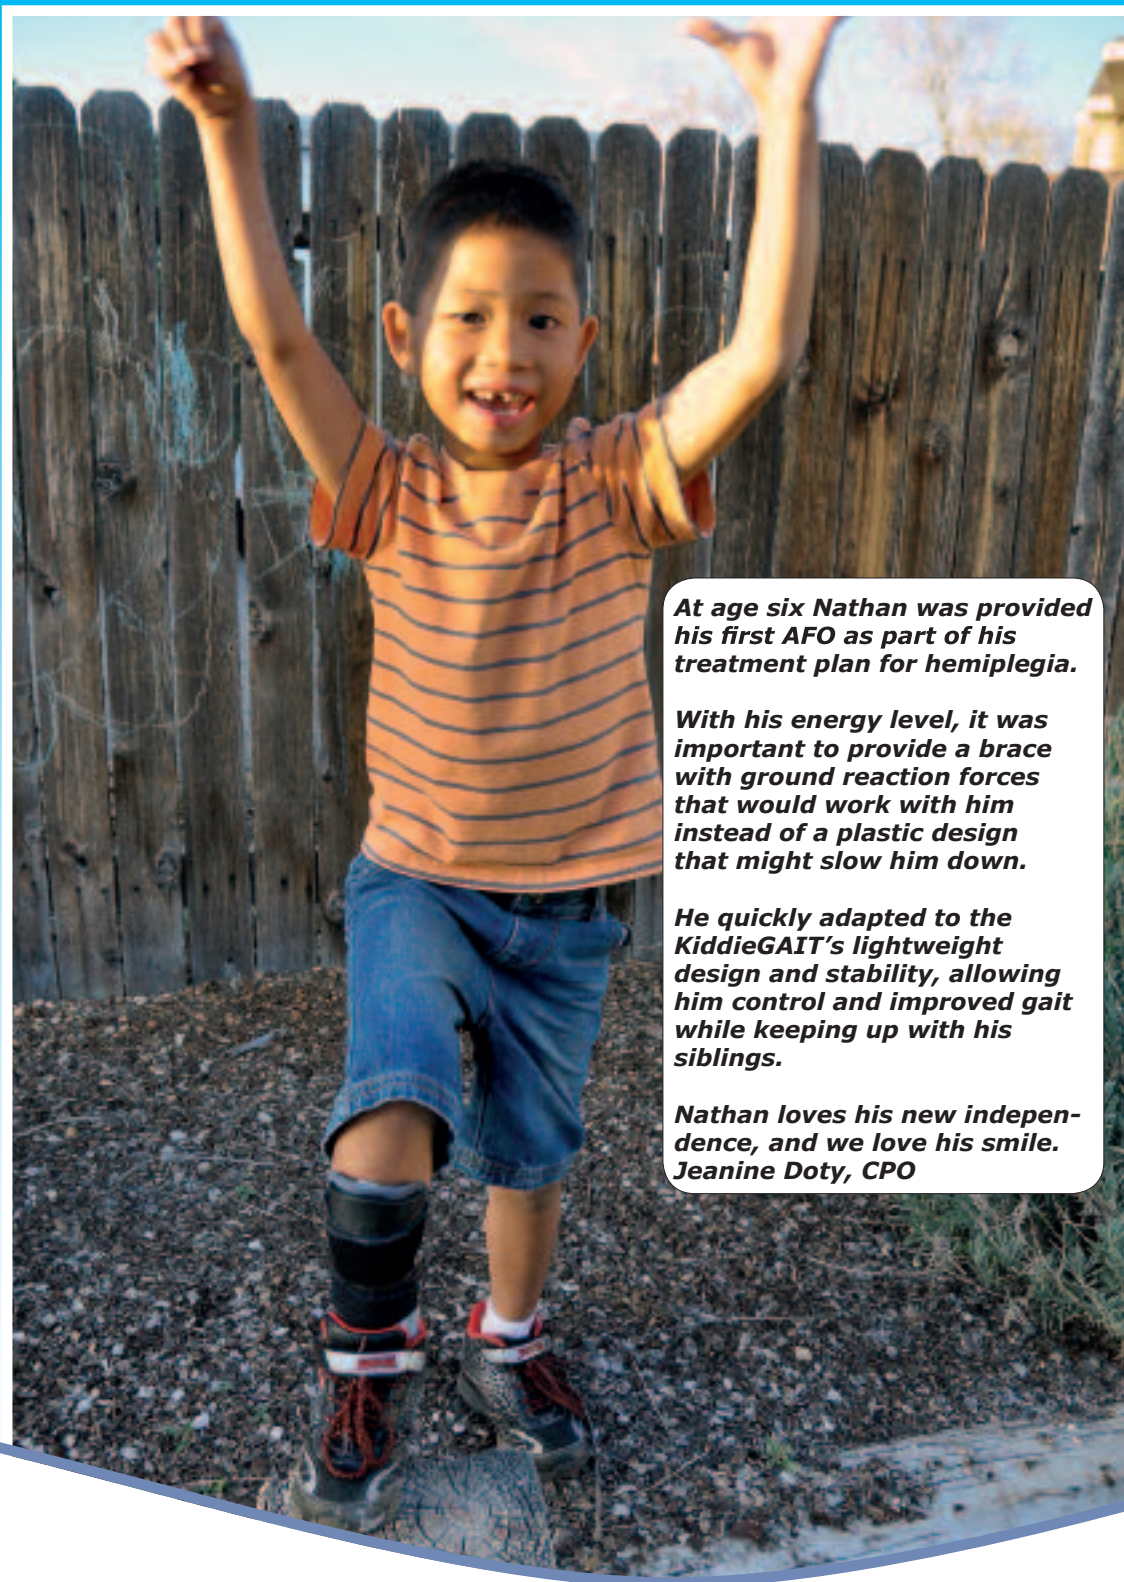 At age six Nathan was provided
his first AFO as part of his
treatment plan for hemiplegia.
With his energy level, it was
important to provide a brace
with ground reaction forces
that would work with him
instead of a plastic design
that might slow him down.
He quickly adapted to the
KiddieGAIT’s lightweight
design and stability, allowing
him control and improved gait
while keeping up with his
siblings.
Nathan loves his new indepen-
dence, and we love his smile.
Jeanine Doty, CPO